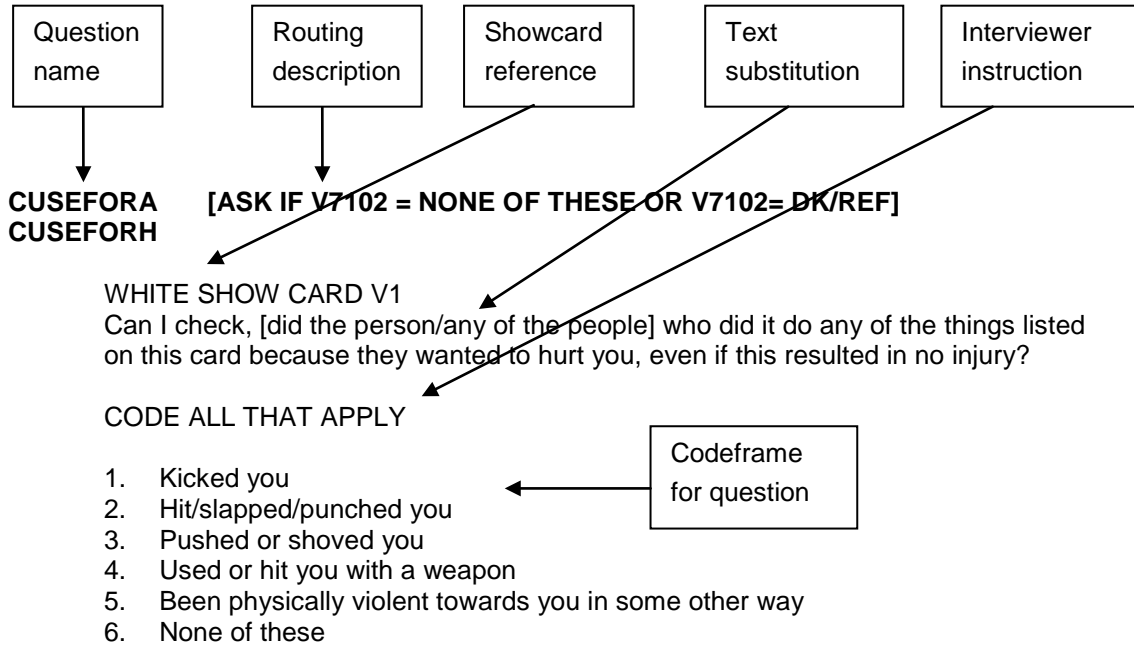 Question
name
Routing
description
Showcard
reference
Text
substitution
Interviewer
instruction
CUSEFORA [ASK IF V7102 = NONE OF THESE OR V7102= DK/REF]
CUSEFORH
WHITE SHOW CARD V1
Can I check, [did the person/any of the people] who did it do any of the things listed
on this card because they wanted to hurt you, even if this resulted in no injury?
CODE ALL THAT APPLY
Codeframe
for question
1. Kicked you
2. Hit/slapped/punched you
3. Pushed or shoved you
4. Used or hit you with a weapon
5. Been physically violent towards you in some other way
6. None of these